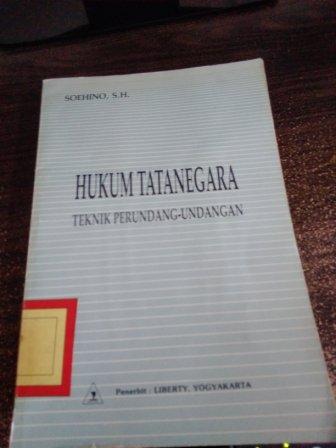 SOEHINO, S.H.
HUKUM TATANEGARA
TEKNIK PERUNDANG-UNDANGAN
Penerbit : LIBERTY, YOGYAKARTA